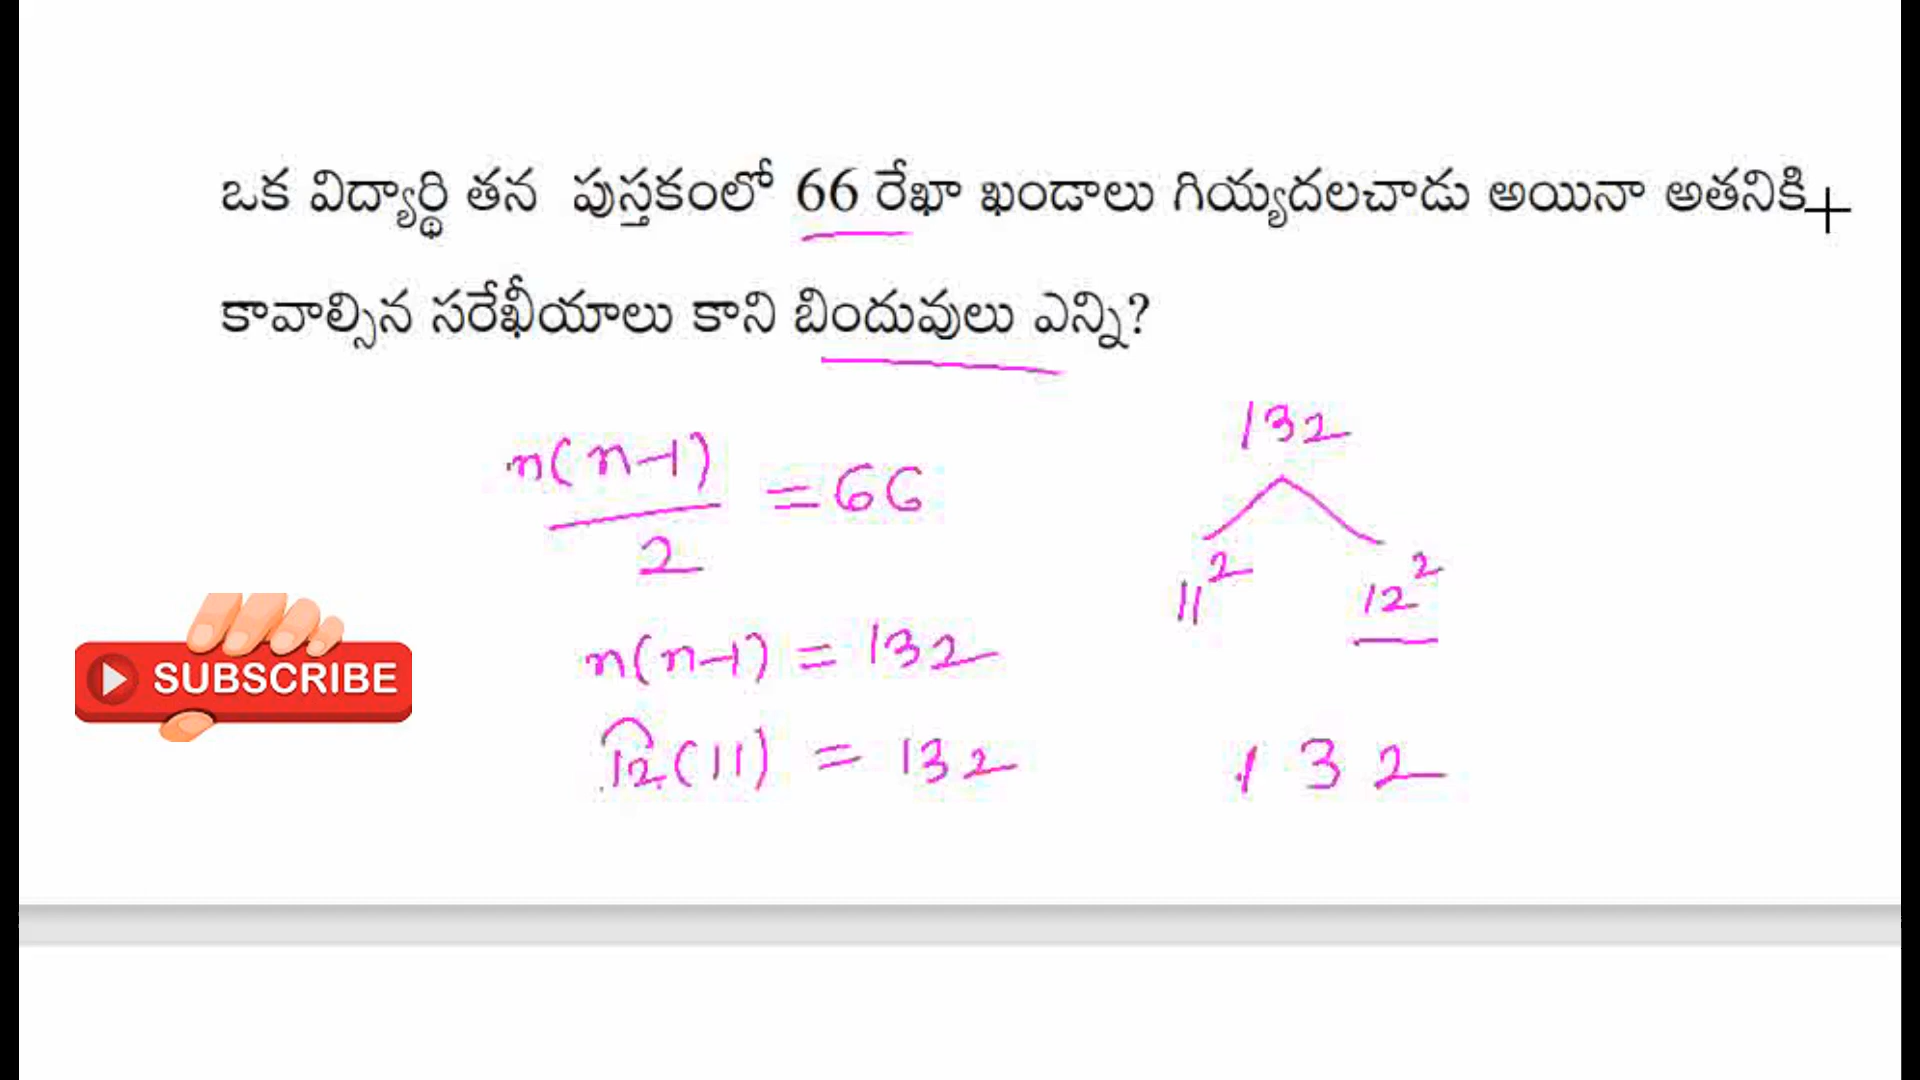 ఒక విద్యార్థి తన పుస్తకంలో 66 రేఖా ఖండాలు గియ్యదలచాడు అయినా అతనికి
కావాల్సిన సరేఖీయాలు కాని బిందువులు ఎన్ని?
n(n-1)/2 = 66
132
11² 12²
n(n-1) = 132
12(11) = 132
132
SUBSCRIBE